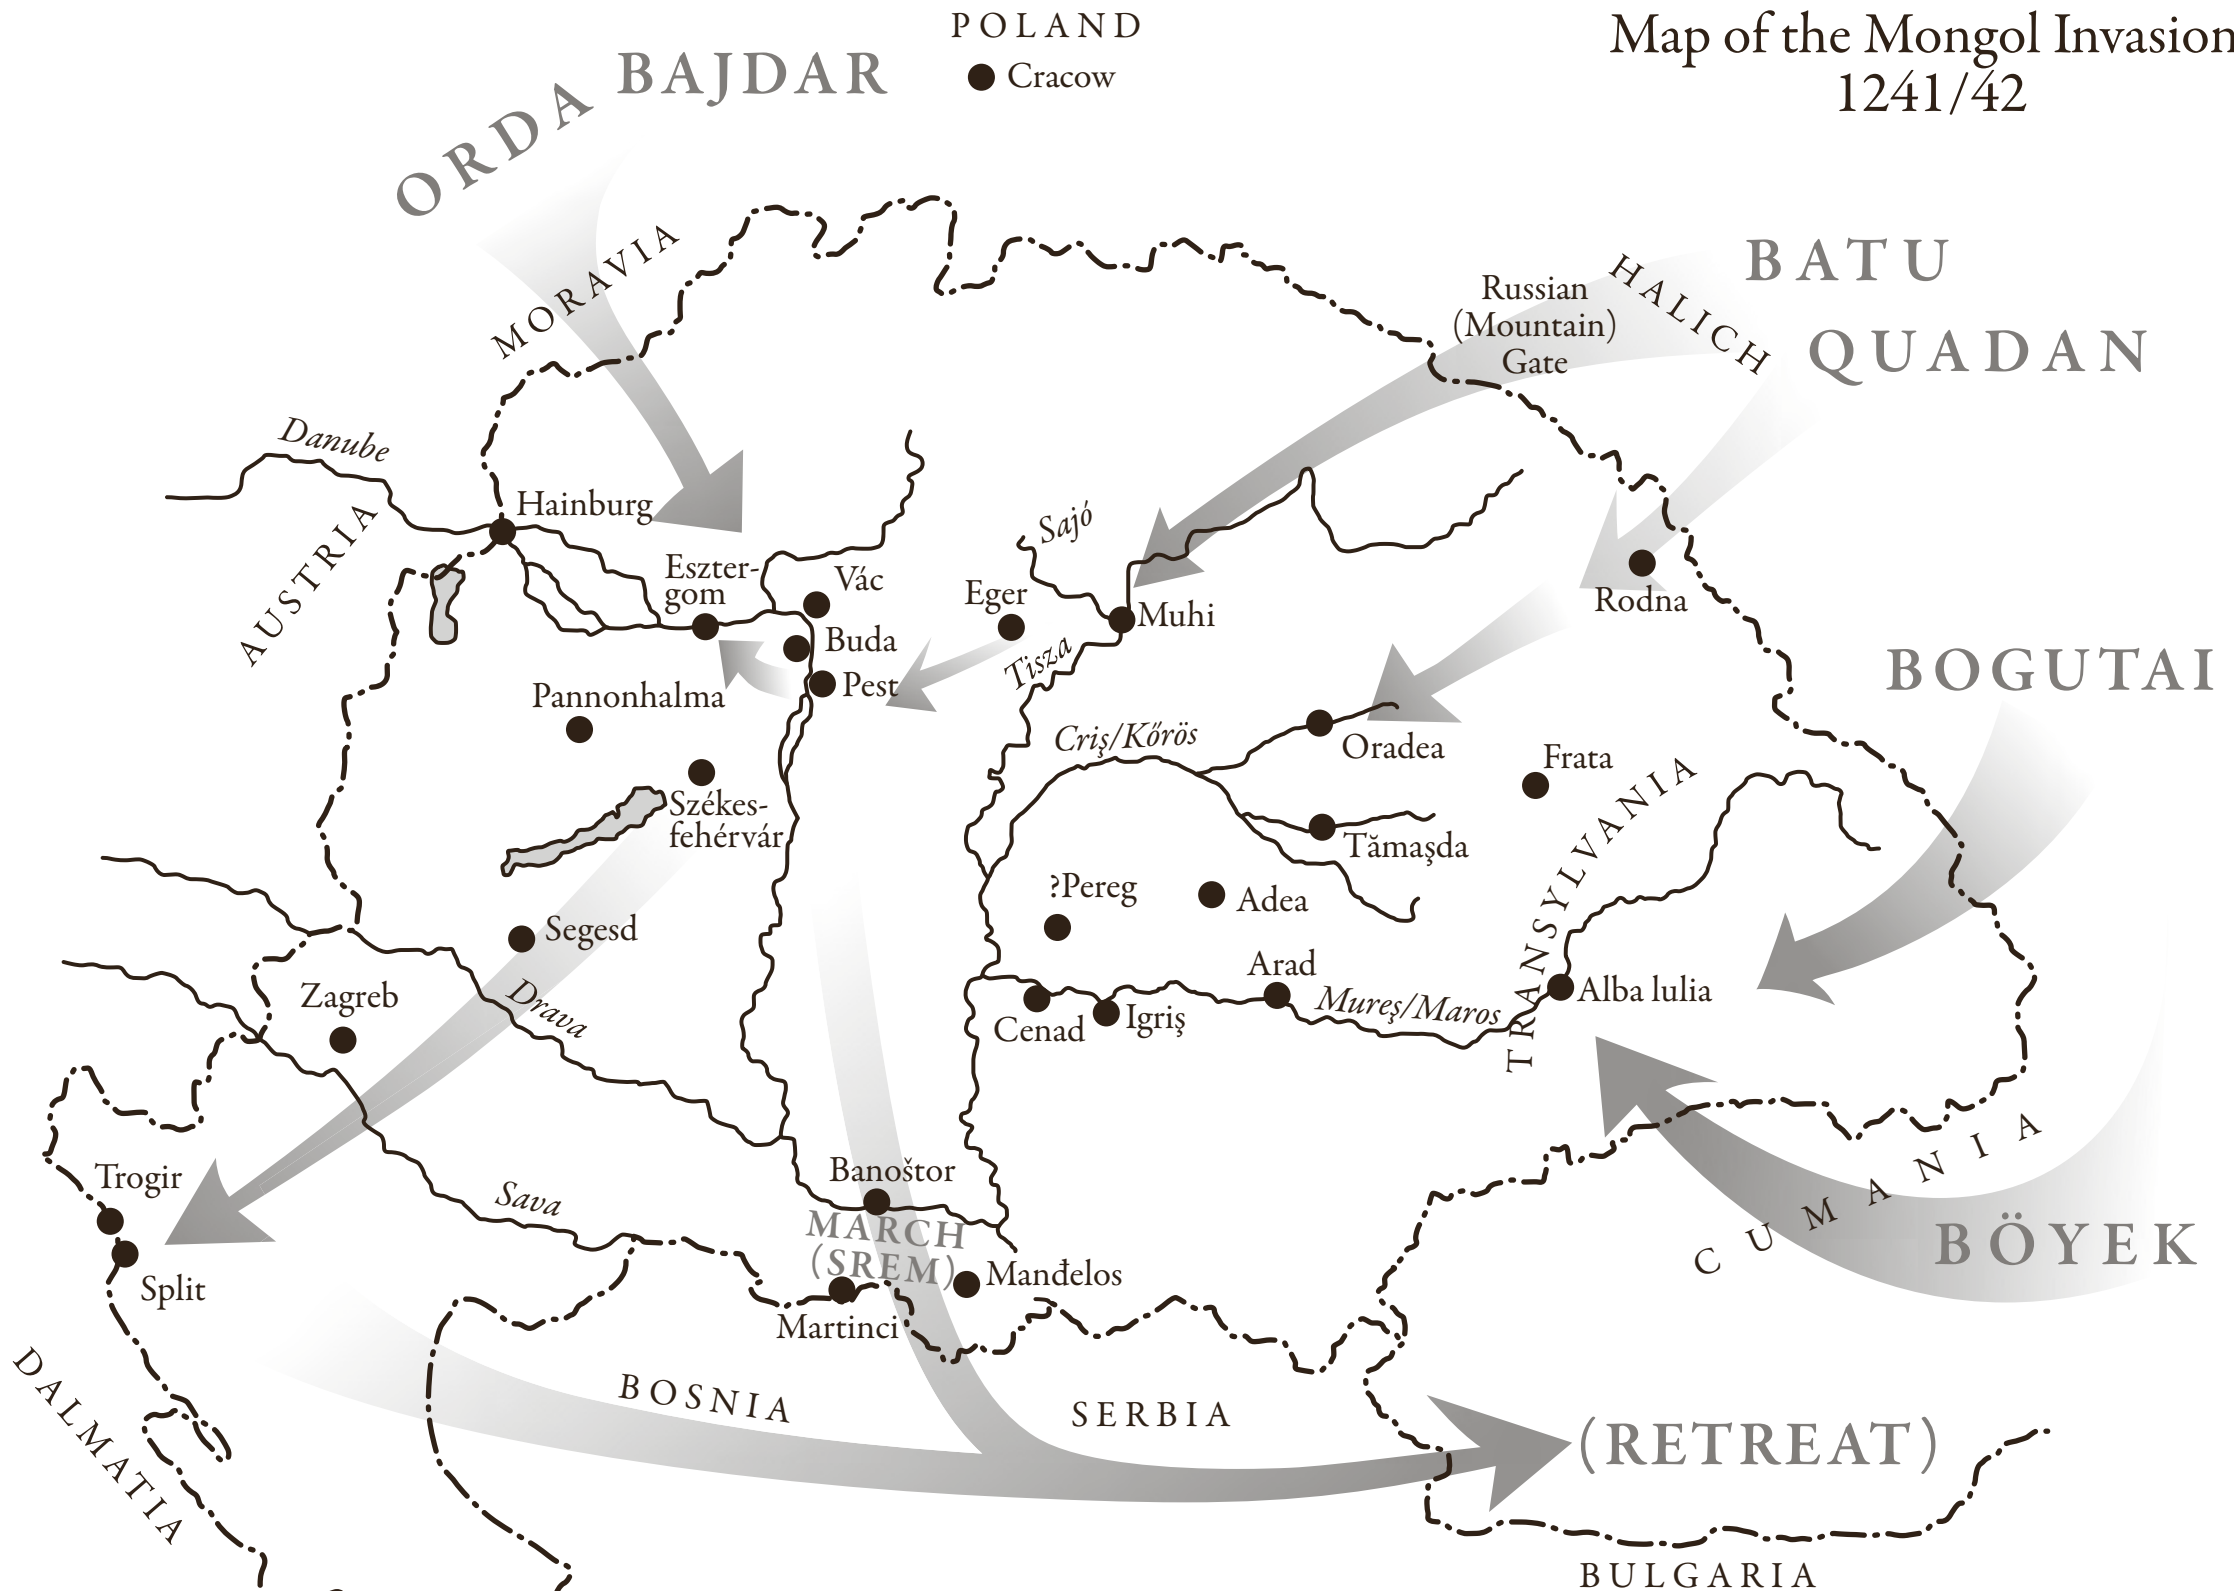 POLAND
Cracow
Map of the Mongol Invasion
1241/42
ORDA
BAJDAR
MORAVIA
BATU
QUADAN
HALICH
Russian
(Mountain)
Gate
Danube
AUSTRIA
Hainburg
Eszter-
gom
Vác
Buda
Pest
Eger
Sajó
Muhi
Tisza
Rodna
BOGUTAI
Pannonhalma
Székes-
fehérvár
Criş/Kőrös
Oradea
Frata
Tămaşda
TRANSYLVANIA
?Pereg
Adea
Segesd
Zagreb
Drava
Arad
Cenad
Igriş
Mureş/Maros
Alba lulia
CUMANIA
BÖYEK
Trogir
Split
Sava
Banoštor
MARCH
(SREM)
Manđelos
Martinci
DALMATIA
BOSNIA
SERBIA
(RETREAT)
BULGARIA